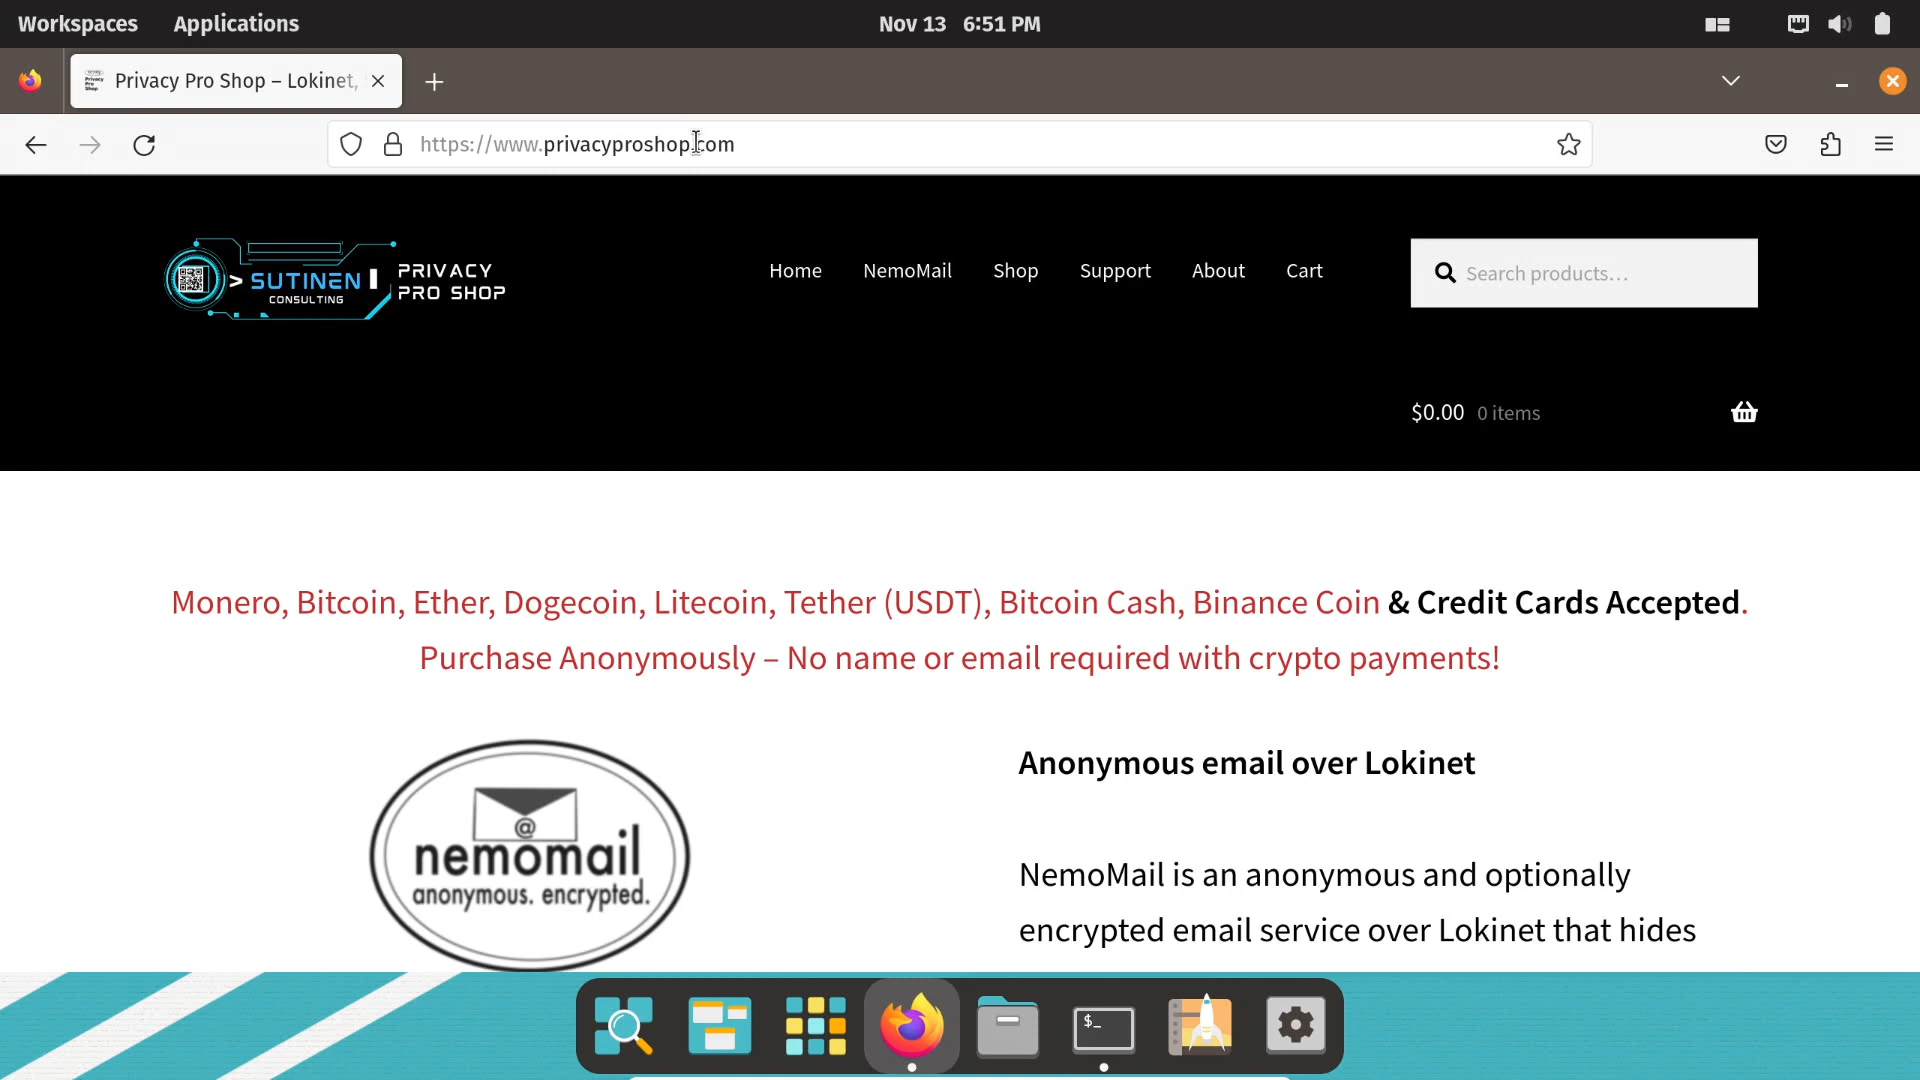 Workspaces Applications Nov 13 6:51 PM
Privacy Pro Shop – Lokinet,
https://www.privacyproshop.com
> SUTINEN
CONSULTING
PRIVACY
PRO SHOP
Home NemoMail Shop Support About Cart
Search products…
$0.00 0 items
Monero, Bitcoin, Ether, Dogecoin, Litecoin, Tether (USDT), Bitcoin Cash, Binance Coin & Credit Cards Accepted.
Purchase Anonymously – No name or email required with crypto payments!
@
nemomail
anonymous. encrypted.
Anonymous email over Lokinet
NemoMail is an anonymous and optionally
encrypted email service over Lokinet that hides
$_